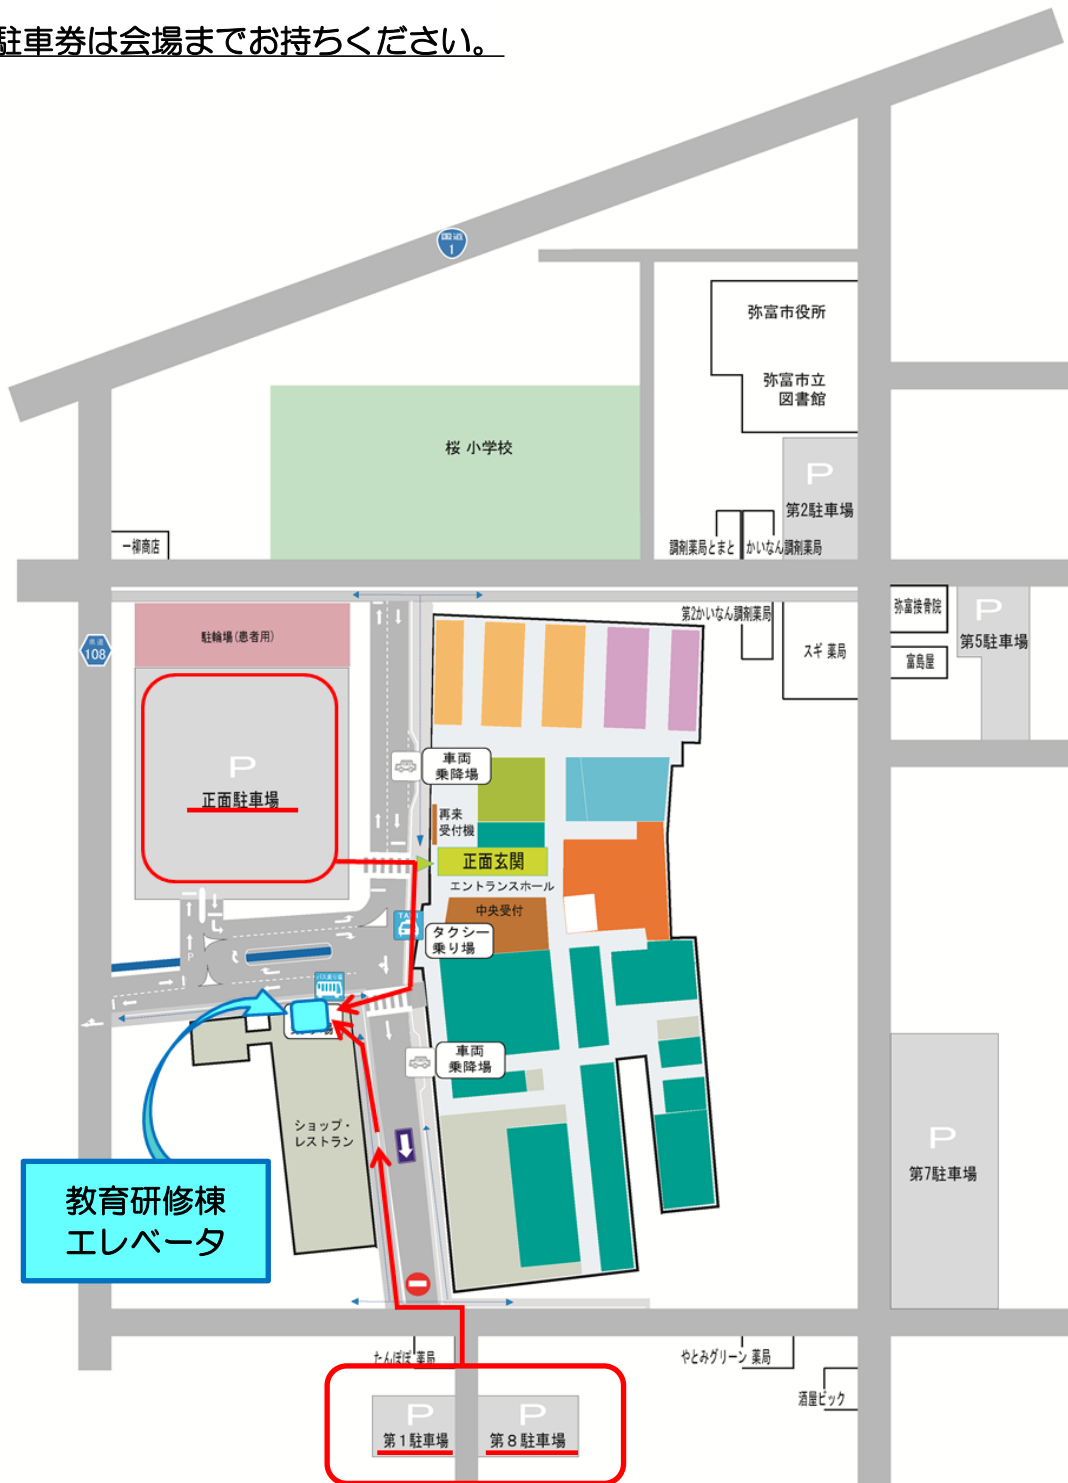 駐車券は会場までお持ちください。
国道
1
弥富市役所
弥富市立
図書館
桜 小学校
P
第2駐車場
一柳商店
調剤薬局とまと
かいなん調剤薬局
駐輪場(患者用)
県道
108
第2かいなん調剤薬局
スギ 薬局
弥富接骨院
富島屋
P
第5駐車場
P
正面駐車場
車両
乗降場
再来
受付機
正面玄関
エントランスホール
中央受付
TAXI
タクシー
乗り場
P
バス乗り場
車両
乗降場
ショップ・
レストラン
教育研修棟
エレベータ
P
第7駐車場
たんぽぽ 薬局
やとみグリーン 薬局
酒屋ビック
P
第1駐車場
P
第8駐車場